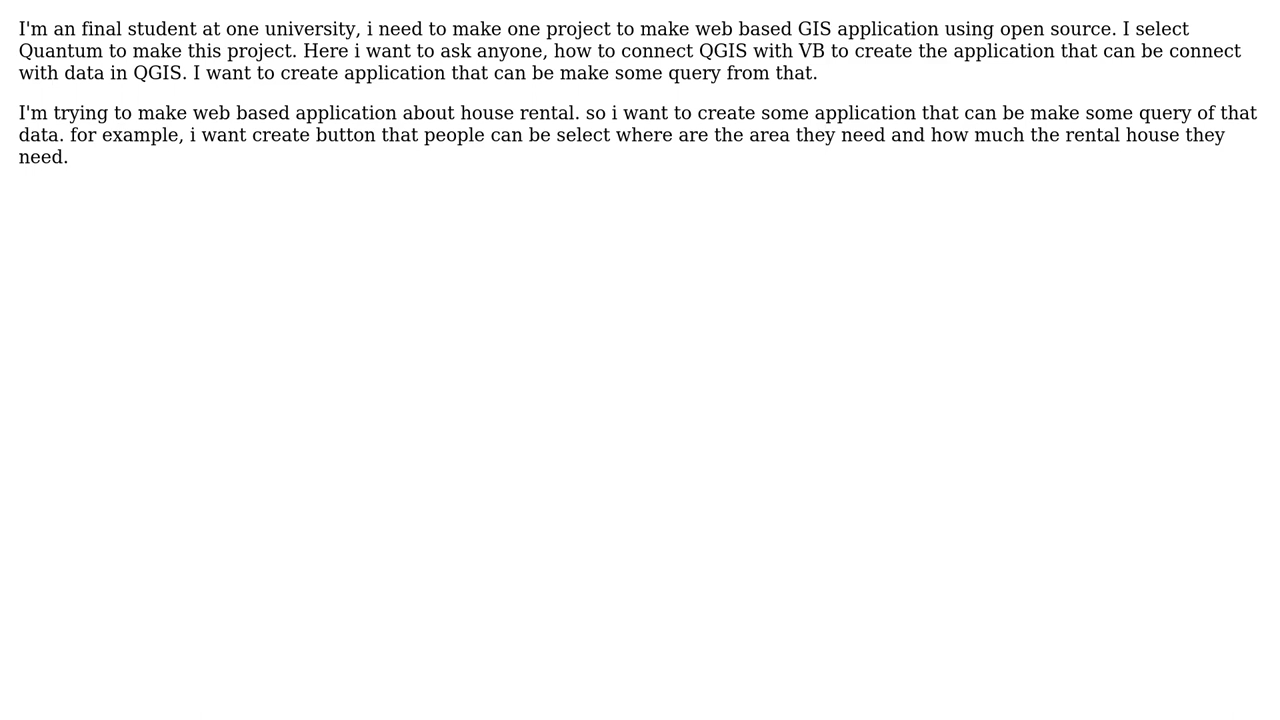 I'm an final student at one university, i need to make one project to make web based GIS application using open source. I select
Quantum to make this project. Here i want to ask anyone, how to connect QGIS with VB to create the application that can be connect
with data in QGIS. I want to create application that can be make some query from that.
I'm trying to make web based application about house rental. so i want to create some application that can be make some query of that
data. for example, i want create button that people can be select where are the area they need and how much the rental house they
need.